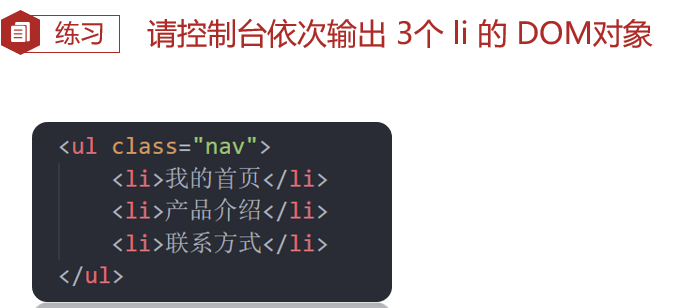 练习
请控制台依次输出 3个 li 的 DOM对象
<ul class="nav">
<li>我的首页</li>
<li>产品介绍</li>
<li>联系方式</li>
</ul>